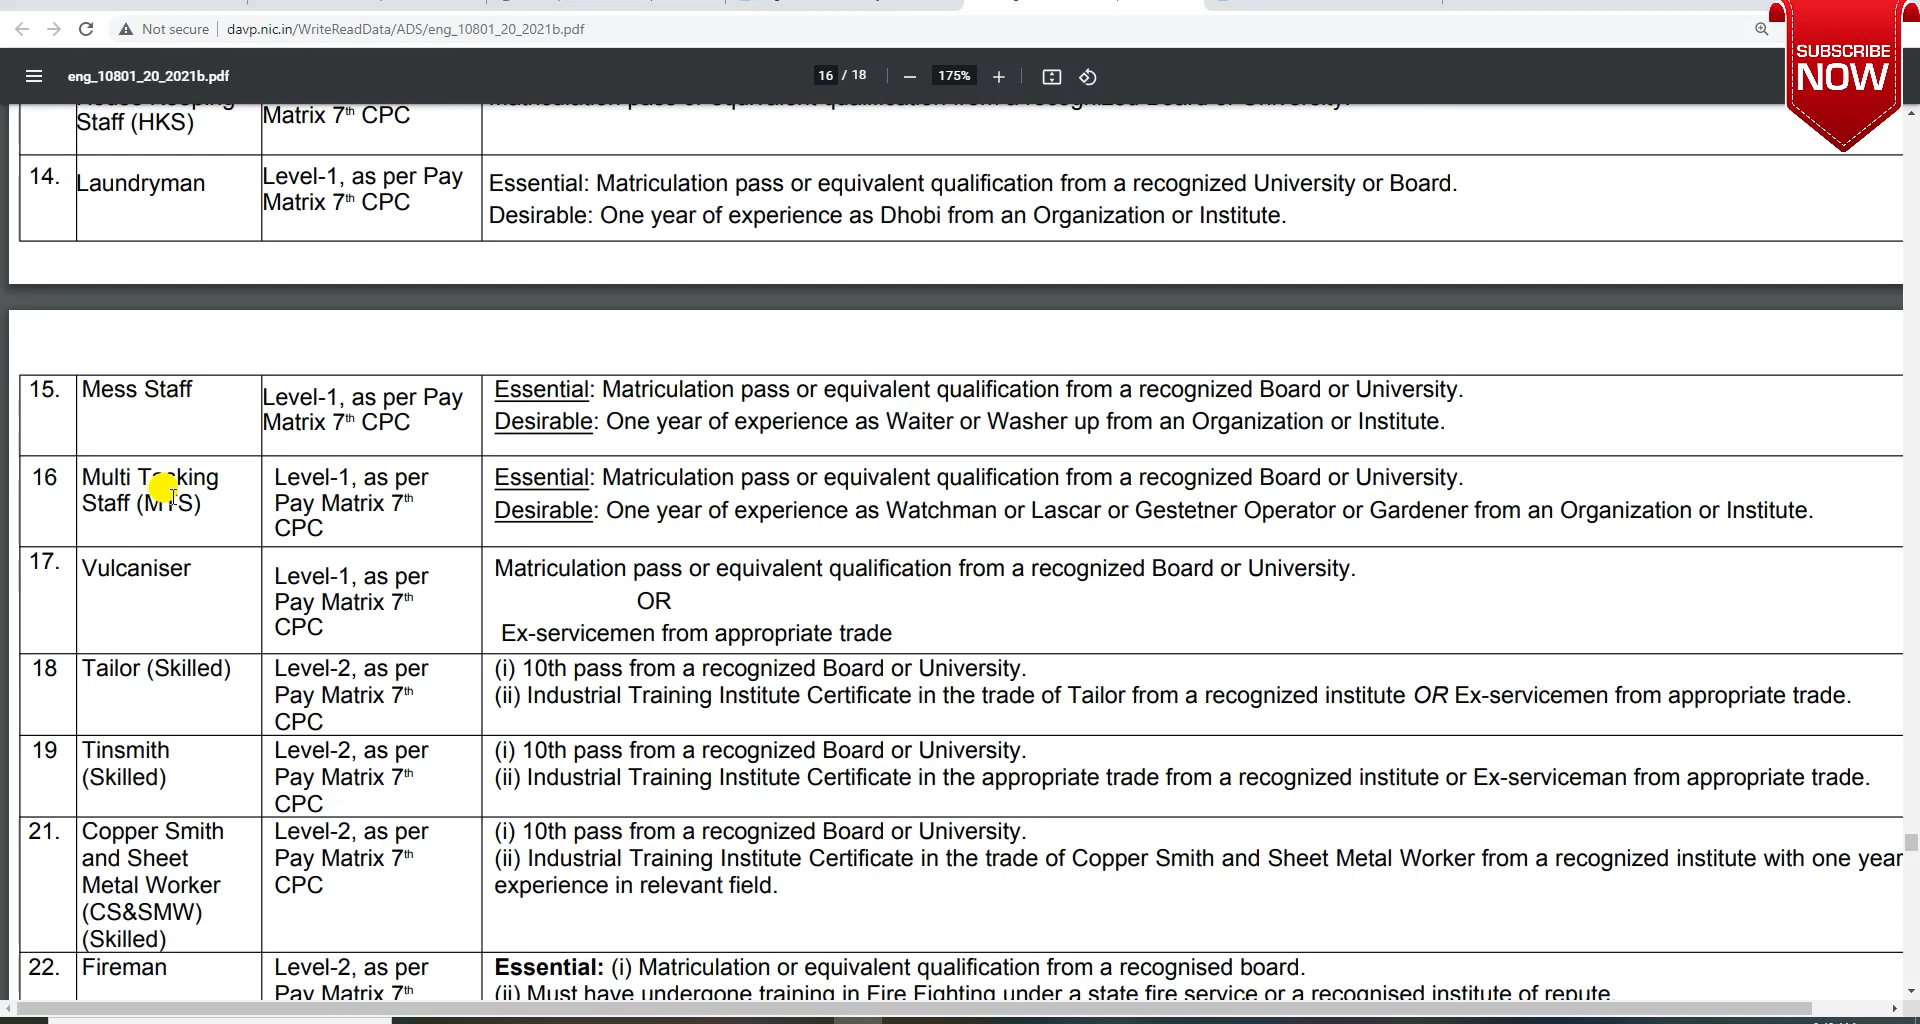 Not secure davp.nic.in/WriteReadData/ADS/eng_10801_20_2021b.pdf
SUBSCRIBE
NOW
eng_10801_20_2021b.pdf 16 / 18 175%
House Keeping
Staff (HKS)
Matrix 7th CPC
Matriculation pass or equivalent qualification from a recognized Board or University.
14. Laundryman
Level-1, as per Pay
Matrix 7th CPC
Essential: Matriculation pass or equivalent qualification from a recognized University or Board.
Desirable: One year of experience as Dhobi from an Organization or Institute.
15. Mess Staff
Level-1, as per Pay
Matrix 7th CPC
Essential: Matriculation pass or equivalent qualification from a recognized Board or University.
Desirable: One year of experience as Waiter or Washer up from an Organization or Institute.
16 Multi Tasking
Staff (MTS)
Level-1, as per
Pay Matrix 7th
CPC
Essential: Matriculation pass or equivalent qualification from a recognized Board or University.
Desirable: One year of experience as Watchman or Lascar or Gestetner Operator or Gardener from an Organization or Institute.
17. Vulcaniser
Level-1, as per
Pay Matrix 7th
CPC
Matriculation pass or equivalent qualification from a recognized Board or University.
OR
Ex-servicemen from appropriate trade
18 Tailor (Skilled)
Level-2, as per
Pay Matrix 7th
CPC
(i) 10th pass from a recognized Board or University.
(ii) Industrial Training Institute Certificate in the trade of Tailor from a recognized institute OR Ex-servicemen from appropriate trade.
19 Tinsmith
(Skilled)
Level-2, as per
Pay Matrix 7th
CPC
(i) 10th pass from a recognized Board or University.
(ii) Industrial Training Institute Certificate in the appropriate trade from a recognized institute or Ex-serviceman from appropriate trade.
21. Copper Smith
and Sheet
Metal Worker
(CS&SMW)
(Skilled)
Level-2, as per
Pay Matrix 7th
CPC
(i) 10th pass from a recognized Board or University.
(ii) Industrial Training Institute Certificate in the trade of Copper Smith and Sheet Metal Worker from a recognized institute with one year
experience in relevant field.
22. Fireman
Level-2, as per
Pay Matrix 7th
Essential: (i) Matriculation or equivalent qualification from a recognised board.
(ii) Must have undergone training in Fire Fighting under a state fire service or a recognised institute of repute.